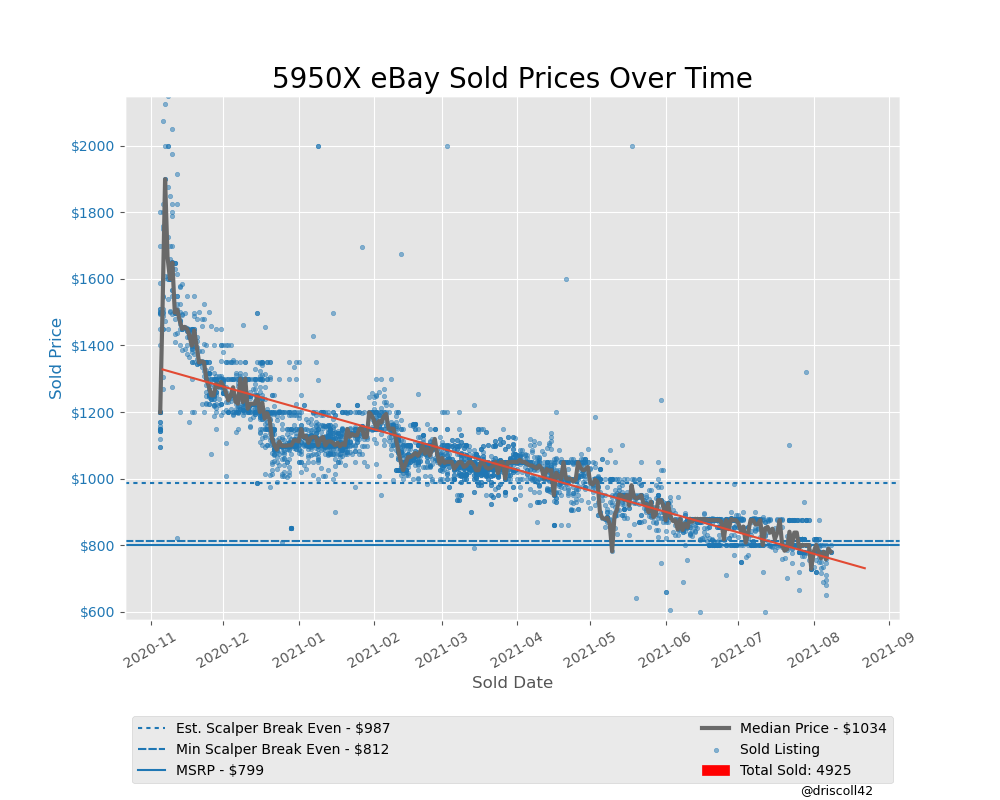 5950X eBay Sold Prices Over Time
$2000
$1800
$1600
$1400
$1200
$1000
$800
$600
Sold Price
2020-11
2020-12
2021-01
2021-02
2021-03
2021-04
2021-05
2021-06
2021-07
2021-08
2021-09
Sold Date
Est. Scalper Break Even - $987
Min Scalper Break Even - $812
MSRP - $799
Median Price - $1034
Sold Listing
Total Sold: 4925
@driscoll42